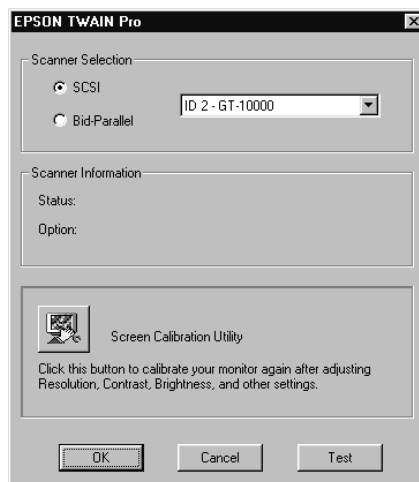 EPSON TWAIN Pro
Scanner Selection
SCSI
ID 2 - GT-10000
Bid-Parallel
Scanner Information
Status:
Option:
Screen Calibration Utility
Click this button to calibrate your monitor again after adjusting
Resolution, Contrast, Brightness, and other settings.
OK
Cancel
Test